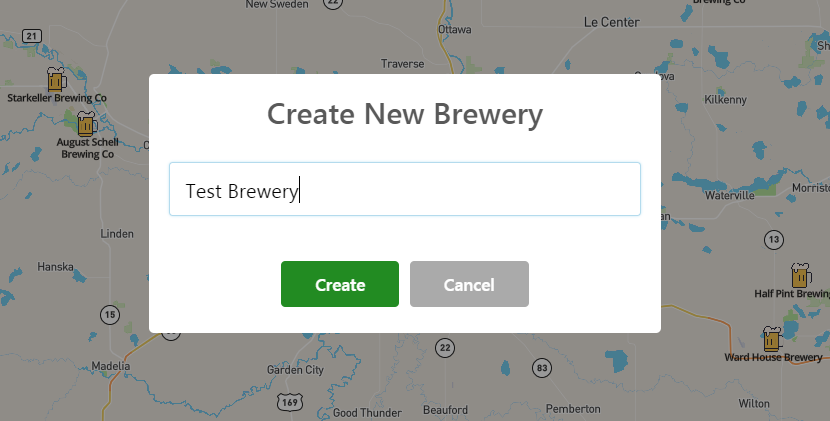 New Sweden
22
Brewing Co
21
Ottawa
Le Center
Traverse
Starkeller Brewing Co
Kilkenny
August Schell
Brewing Co
Create New Brewery
Test Brewery
Waterville
Morristo
Linden
13
Hanska
Create
Cancel
Half Pint Brewing
15
22
Ward House Brewery
Madelia
Garden City
83
169
Good Thunder
Beauford
Pemberton
Wilton